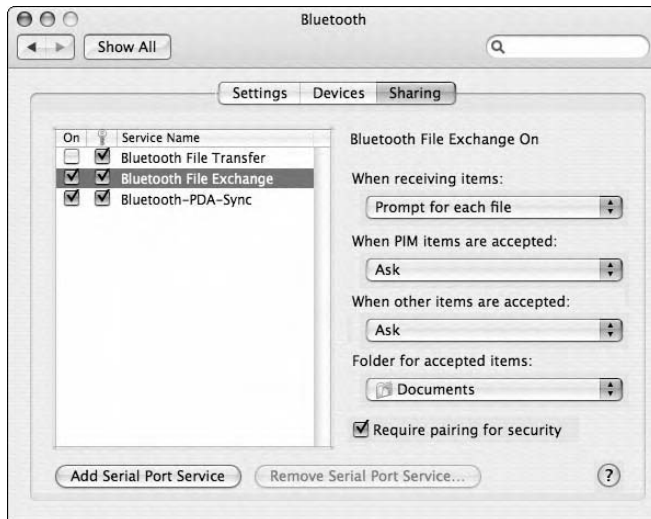 Bluetooth
Show All
Settings Devices Sharing
On Service Name
Bluetooth File Transfer
Bluetooth File Exchange
Bluetooth-PDA-Sync
Bluetooth File Exchange On
When receiving items:
Prompt for each file
When PIM items are accepted:
Ask
When other items are accepted:
Ask
Folder for accepted items:
Documents
Require pairing for security
Add Serial Port Service
Remove Serial Port Service...
?